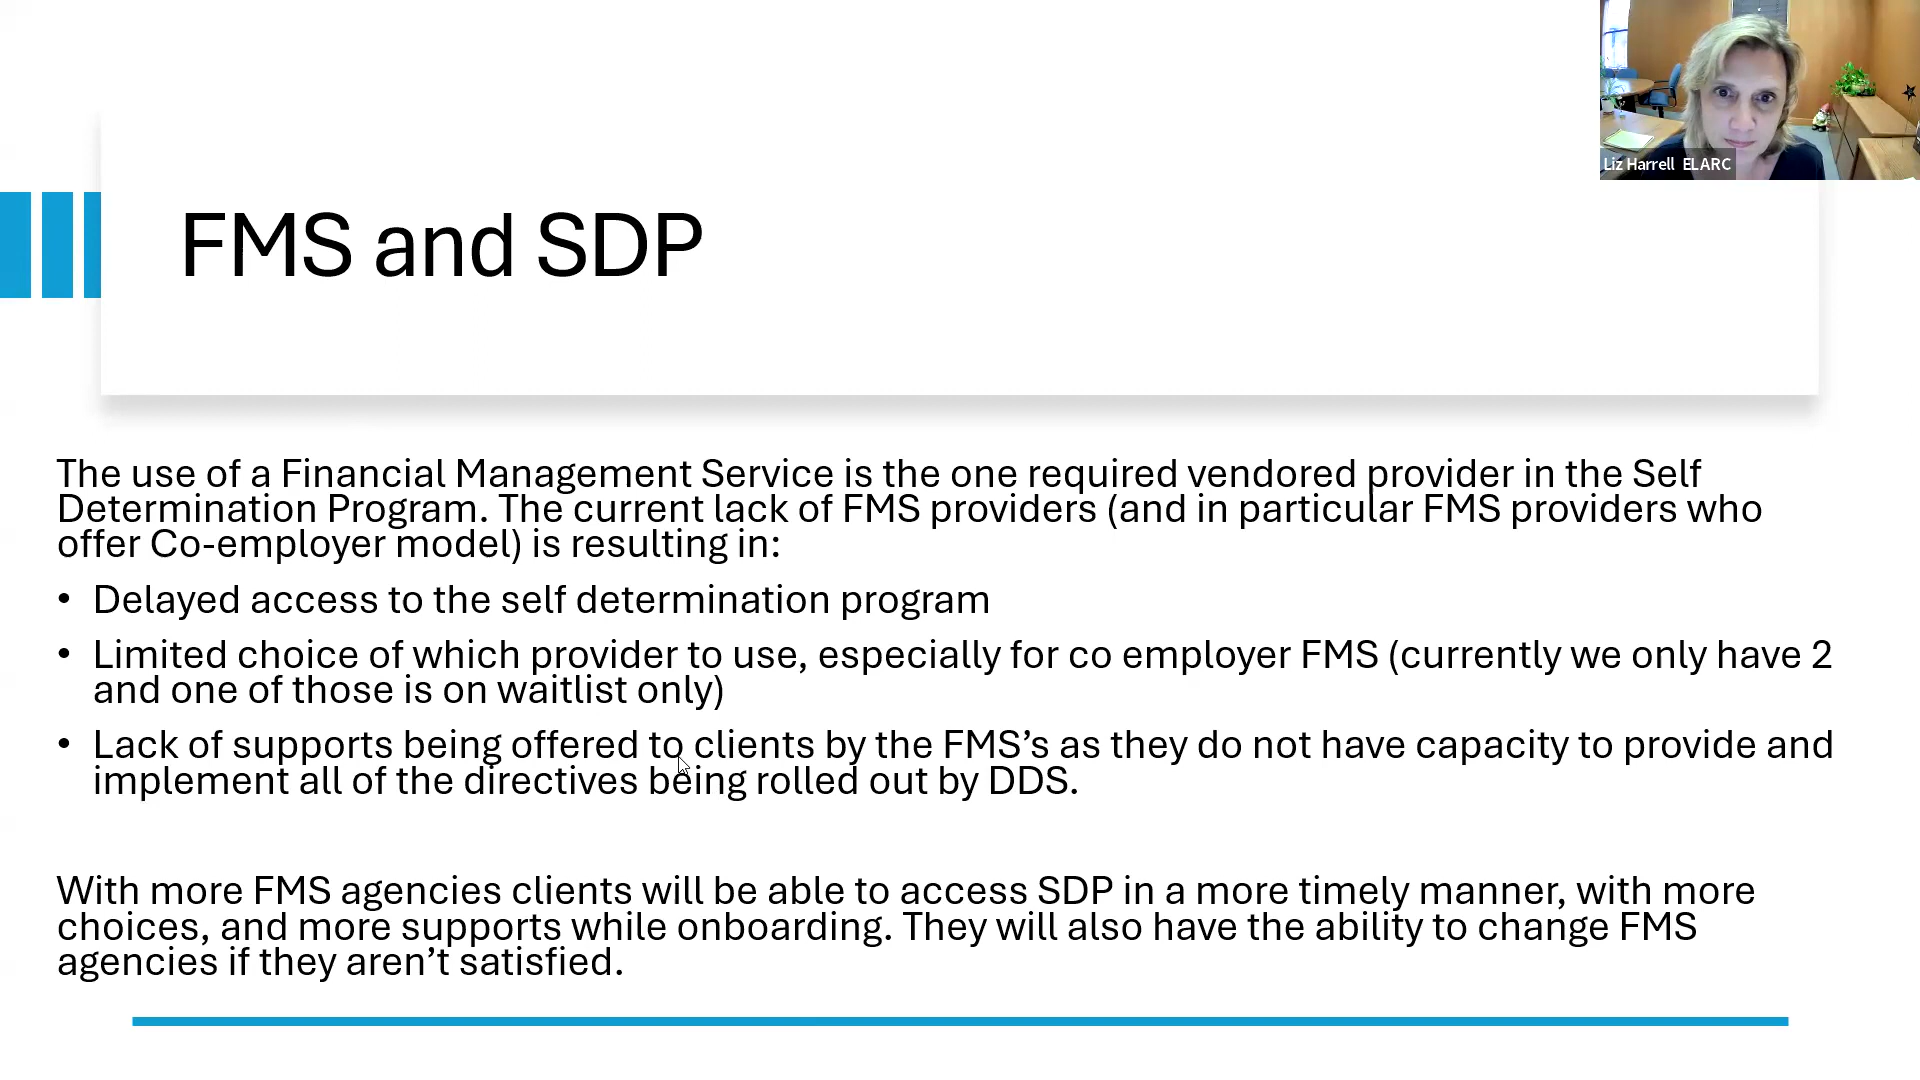 Liz Harrell ELARC
FMS and SDP
The use of a Financial Management Service is the one required vendored provider in the Self
Determination Program. The current lack of FMS providers (and in particular FMS providers who
offer Co-employer model) is resulting in:
• Delayed access to the self determination program
• Limited choice of which provider to use, especially for co employer FMS (currently we only have 2
and one of those is on waitlist only)
• Lack of supports being offered to clients by the FMS’s as they do not have capacity to provide and
implement all of the directives being rolled out by DDS.
With more FMS agencies clients will be able to access SDP in a more timely manner, with more
choices, and more supports while onboarding. They will also have the ability to change FMS
agencies if they aren’t satisfied.